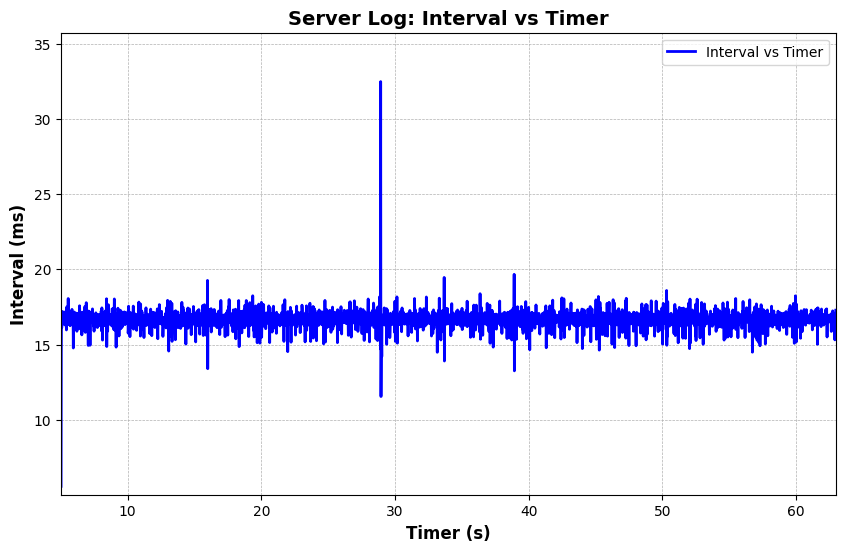 Server Log: Interval vs Timer
Interval vs Timer
35
30
25
20
15
10
Interval (ms)
10 20 30 40 50 60
Timer (s)